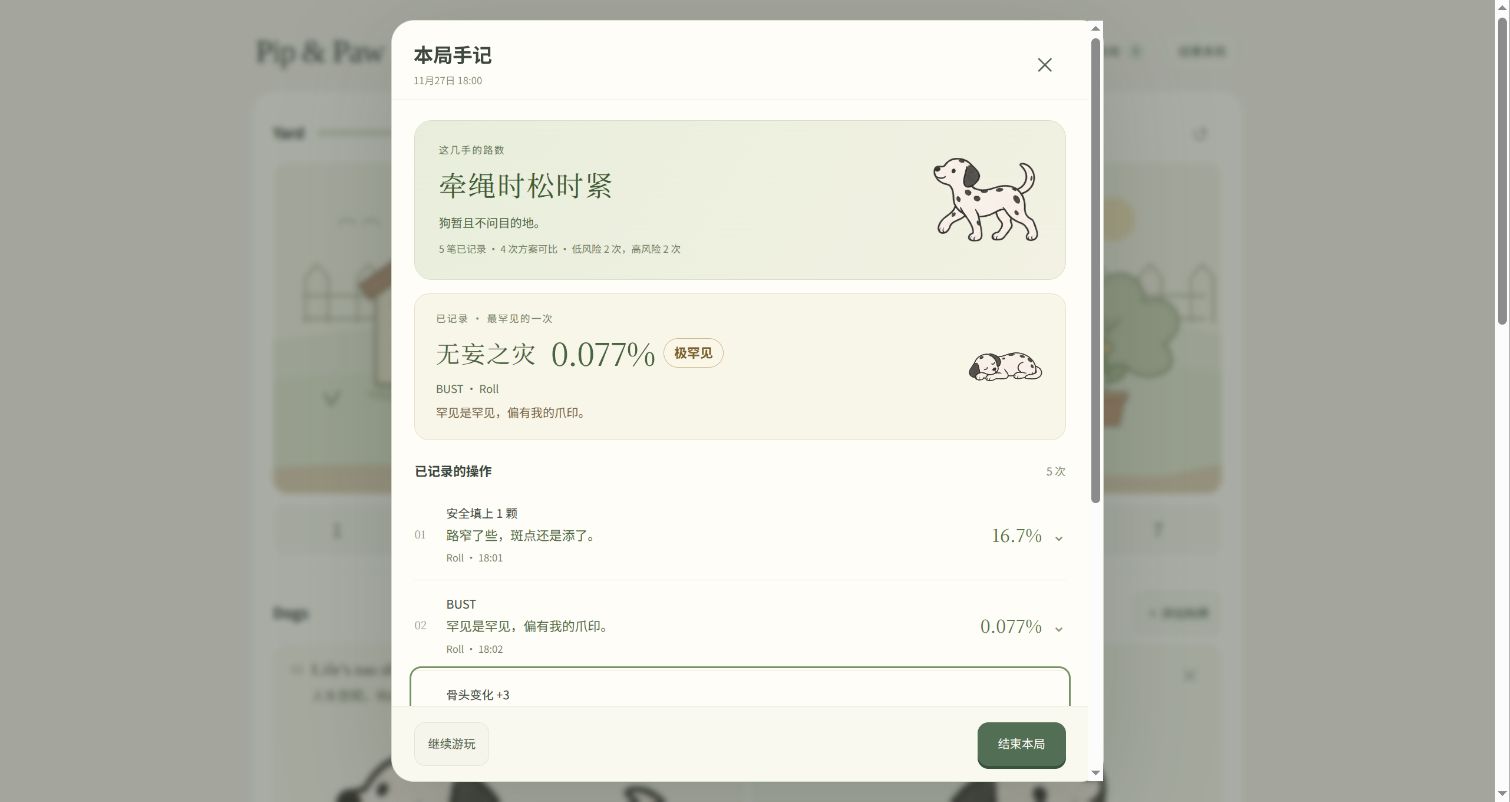 Pip & Paw
本局手记
11月27日 18:00
Yard
这几手的路数
牵绳时松时紧
狗暂且不问目的地。
5 笔已记录 · 4 次方案可比 · 低风险 2 次，高风险 2 次
已记录 · 最罕见的一次
无妄之灾 0.077% 极罕见
BUST · Roll
罕见是罕见，偏有我的爪印。
已记录的操作 5 次
安全填上 1 颗
01 路窄了些，斑点还是添了。 16.7%
Roll · 18:01
BUST
02 罕见是罕见，偏有我的爪印。 0.077%
Roll · 18:02
骨头变化 +3
继续游玩 结束本局
1
7
Dogs